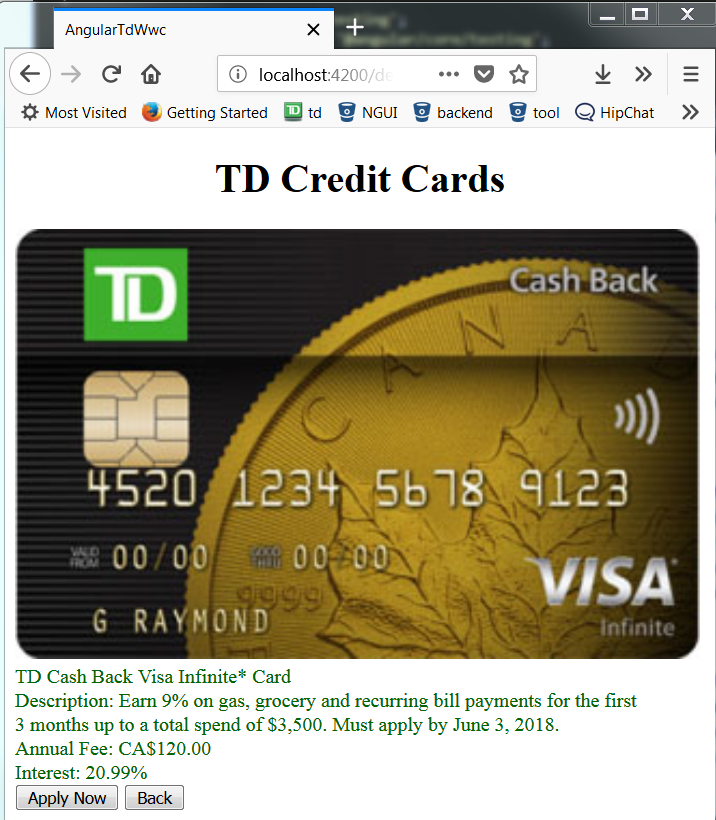 AngularTdWwc
localhost:4200/de
Most Visited
Getting Started
TD td
NGUI
backend
tool
HipChat
TD Credit Cards
TD
Cash Back
CANADA
4520 1234 5678 9123
VALID FROM 00/00 GOOD THRU 00/00
9999
G RAYMOND
VISA
Infinite
TD Cash Back Visa Infinite* Card
Description: Earn 9% on gas, grocery and recurring bill payments for the first
3 months up to a total spend of $3,500. Must apply by June 3, 2018.
Annual Fee: CA$120.00
Interest: 20.99%
Apply Now Back